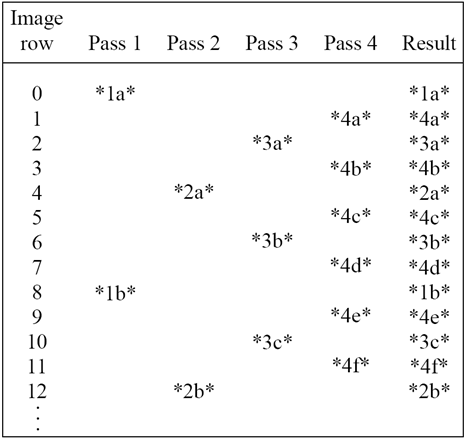 Image
row Pass 1 Pass 2 Pass 3 Pass 4 Result
0 *1a* *1a*
1 *4a* *4a*
2 *3a* *3a*
3 *4b* *4b*
4 *2a* *2a*
5 *4c* *4c*
6 *3b* *3b*
7 *4d* *4d*
8 *1b* *1b*
9 *4e* *4e*
10 *3c* *3c*
11 *4f* *4f*
12 *2b* *2b*
⋮